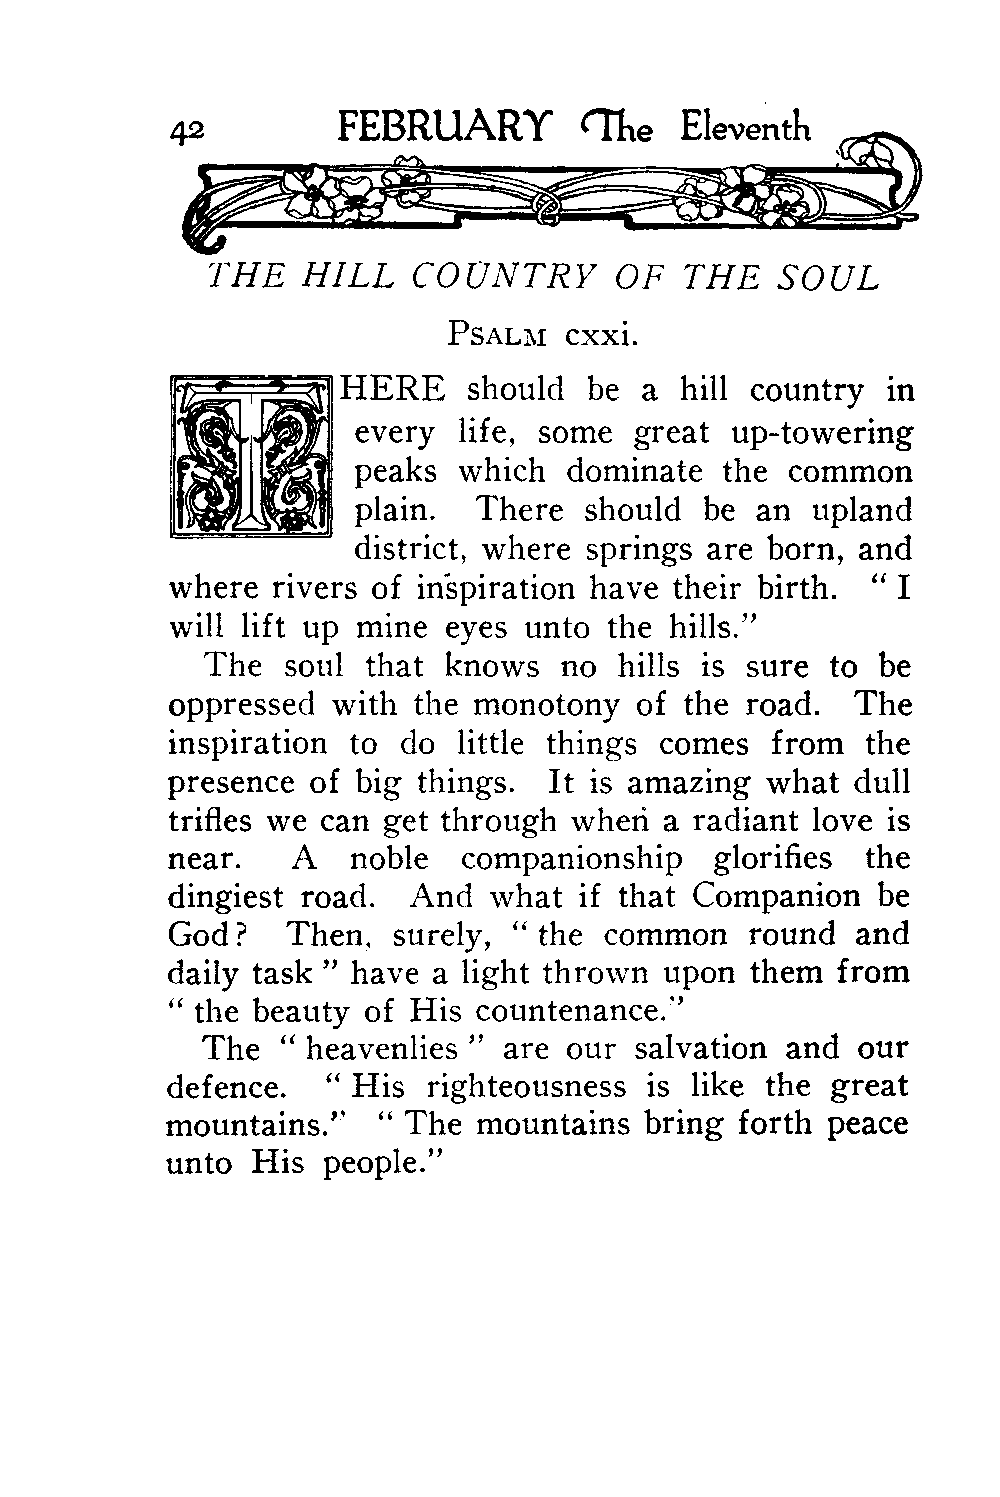 42 FEBRUARY The Eleventh
THE HILL COUNTRY OF THE SOUL
PSALM cxxi.
THERE should be a hill country in
every life, some great up-towering
peaks which dominate the common
plain. There should be an upland
district, where springs are born, and
where rivers of inspiration have their birth. “ I
will lift up mine eyes unto the hills.”
The soul that knows no hills is sure to be
oppressed with the monotony of the road. The
inspiration to do little things comes from the
presence of big things. It is amazing what dull
trifles we can get through when a radiant love is
near. A noble companionship glorifies the
dingiest road. And what if that Companion be
God? Then, surely, “ the common round and
daily task ” have a light thrown upon them from
“ the beauty of His countenance.”
The “ heavenlies ” are our salvation and our
defence. “ His righteousness is like the great
mountains.” “ The mountains bring forth peace
unto His people.”